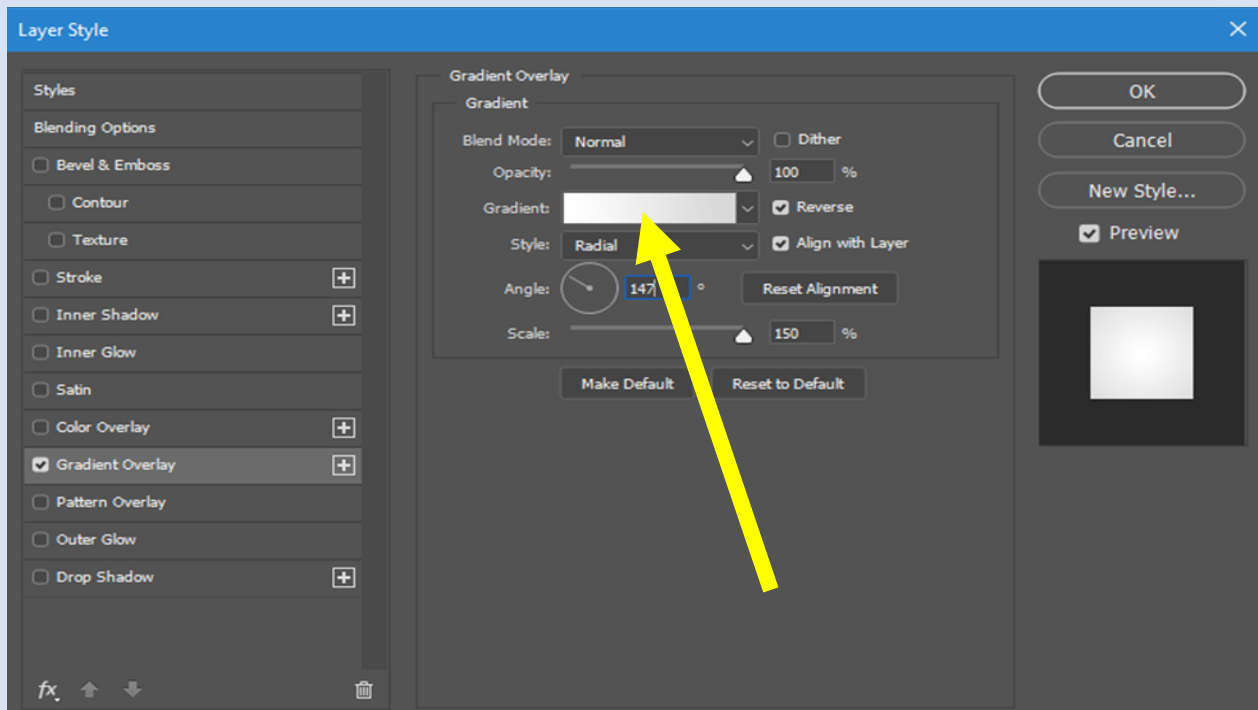 Layer Style
Styles
Blending Options
Bevel & Emboss
Contour
Texture
Stroke
Inner Shadow
Inner Glow
Satin
Color Overlay
Gradient Overlay
Pattern Overlay
Outer Glow
Drop Shadow
fx
Gradient Overlay
Gradient
Blend Mode: Normal Dither
Opacity: 100 %
Gradient: Reverse
Style: Radial Align with Layer
Angle: 147 ° Reset Alignment
Scale: 150 %
Make Default Reset to Default
OK
Cancel
New Style...
Preview